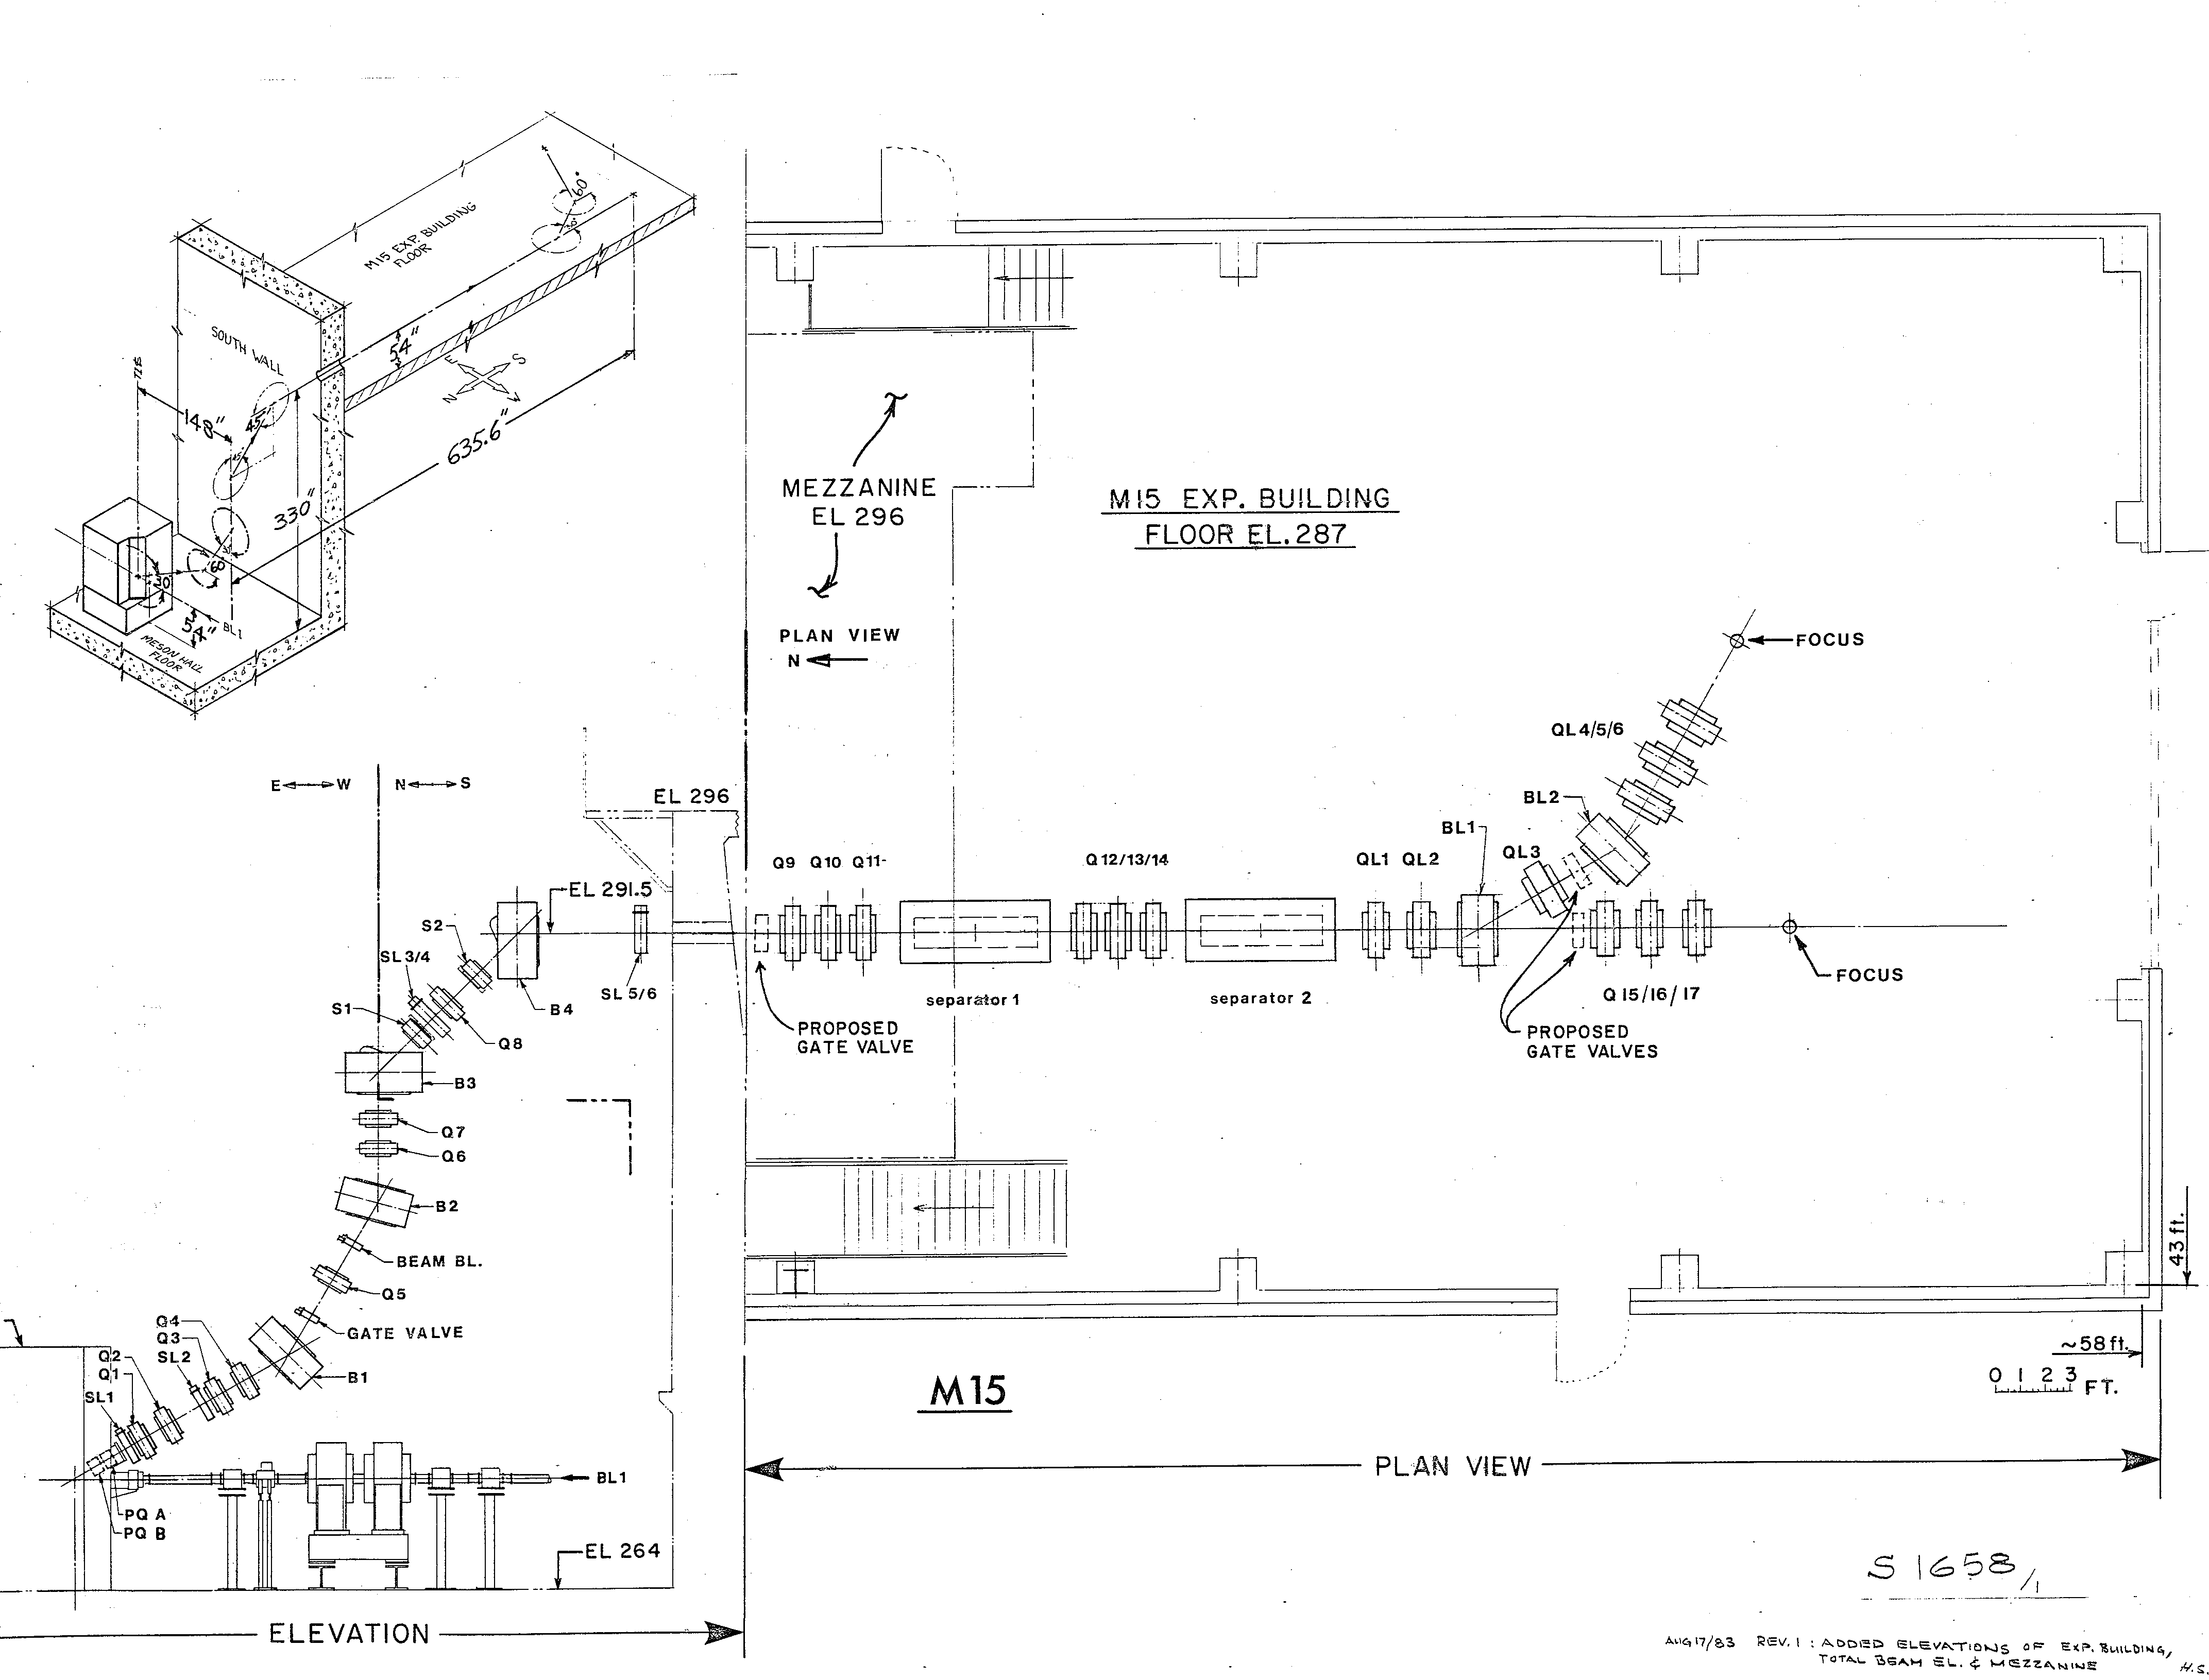 M15 EXP. BUILDING
FLOOR
60°
SOUTH WALL
T1S
54"
E
S
N
148"
45°
635.6"
330"
60°
30°
54"
BL1
MESON HALL
FLOOR
MEZZANINE
EL 296
M15 EXP. BUILDING
FLOOR EL.287
PLAN VIEW
N
FOCUS
QL 4/5/6
BL2
BL1
QL3
QL1 QL2
Q12/13/14
Q9 Q10 Q11
separator 1
separator 2
PROPOSED
GATE VALVE
Q 15/16/17
PROPOSED
GATE VALVES
FOCUS
E W N S
EL 296
EL 291.5
S2
SL 3/4
S1
SL 5/6
B4
Q8
B3
Q7
Q6
B2
BEAM BL.
Q5
GATE VALVE
Q4
Q3
SL2
Q2
Q1
SL1
B1
BL1
PQ A
PQ B
EL 264
ELEVATION
M15
PLAN VIEW
43 ft.
~58 ft.
0 1 2 3 FT.
S 1658/1
AUG 17/83 REV. 1 : ADDED ELEVATIONS OF EXP. BUILDING,
TOTAL BEAM EL. & MEZZANINE H.S.